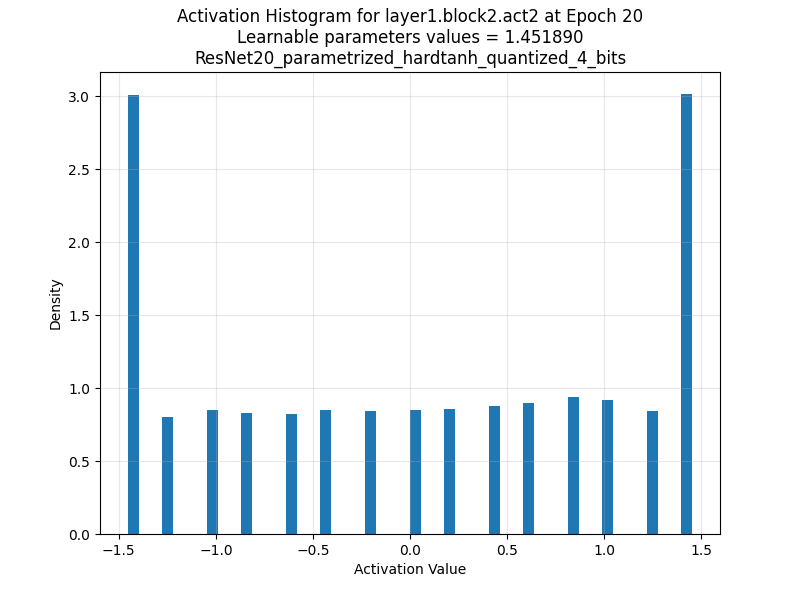 Activation Histogram for layer1.block2.act2 at Epoch 20
Learnable parameters values = 1.451890
ResNet20_parametrized_hardtanh_quantized_4_bits
3.0
2.5
2.0
1.5
1.0
0.5
0.0
Density
−1.5 −1.0 −0.5 0.0 0.5 1.0 1.5
Activation Value